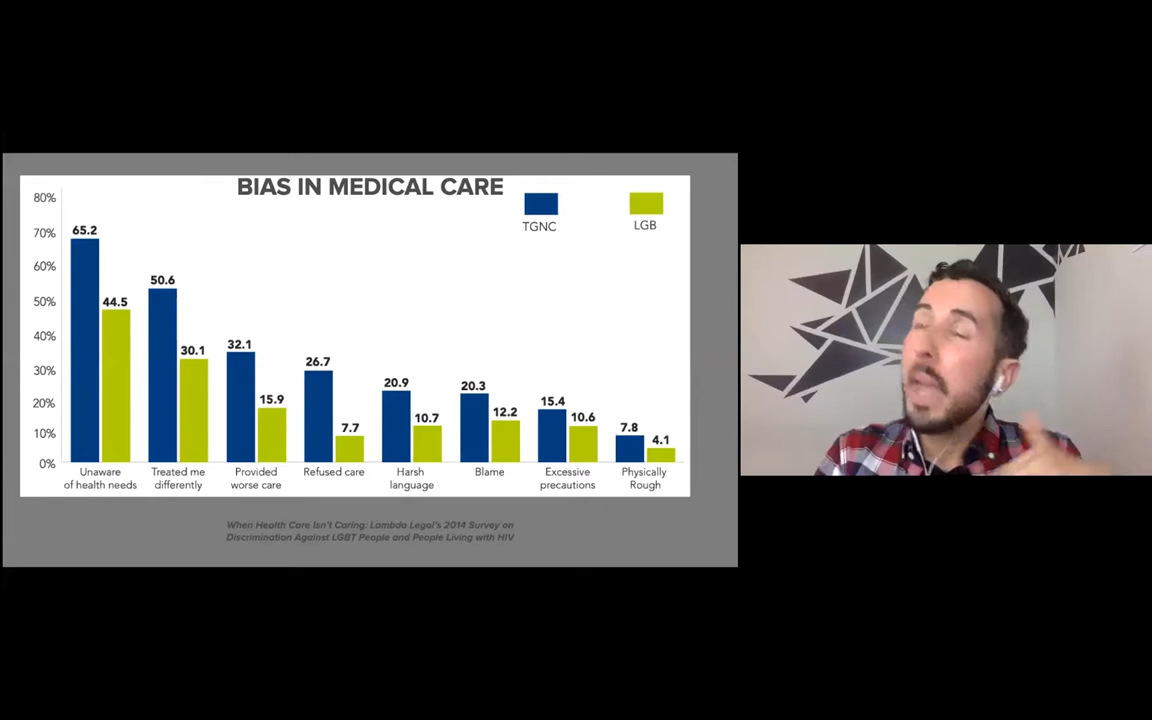 BIAS IN MEDICAL CARE
TGNC
LGB
80%
70%
60%
50%
40%
30%
20%
10%
0%
65.2
44.5
50.6
30.1
32.1
15.9
26.7
7.7
20.9
10.7
20.3
12.2
15.4
10.6
7.8
4.1
Unaware
of health needs
Treated me
differently
Provided
worse care
Refused care
Harsh
language
Blame
Excessive
precautions
Physically
Rough
When Health Care Isn't Caring: Lambda Legal's 2014 Survey on
Discrimination Against LGBT People and People Living with HIV